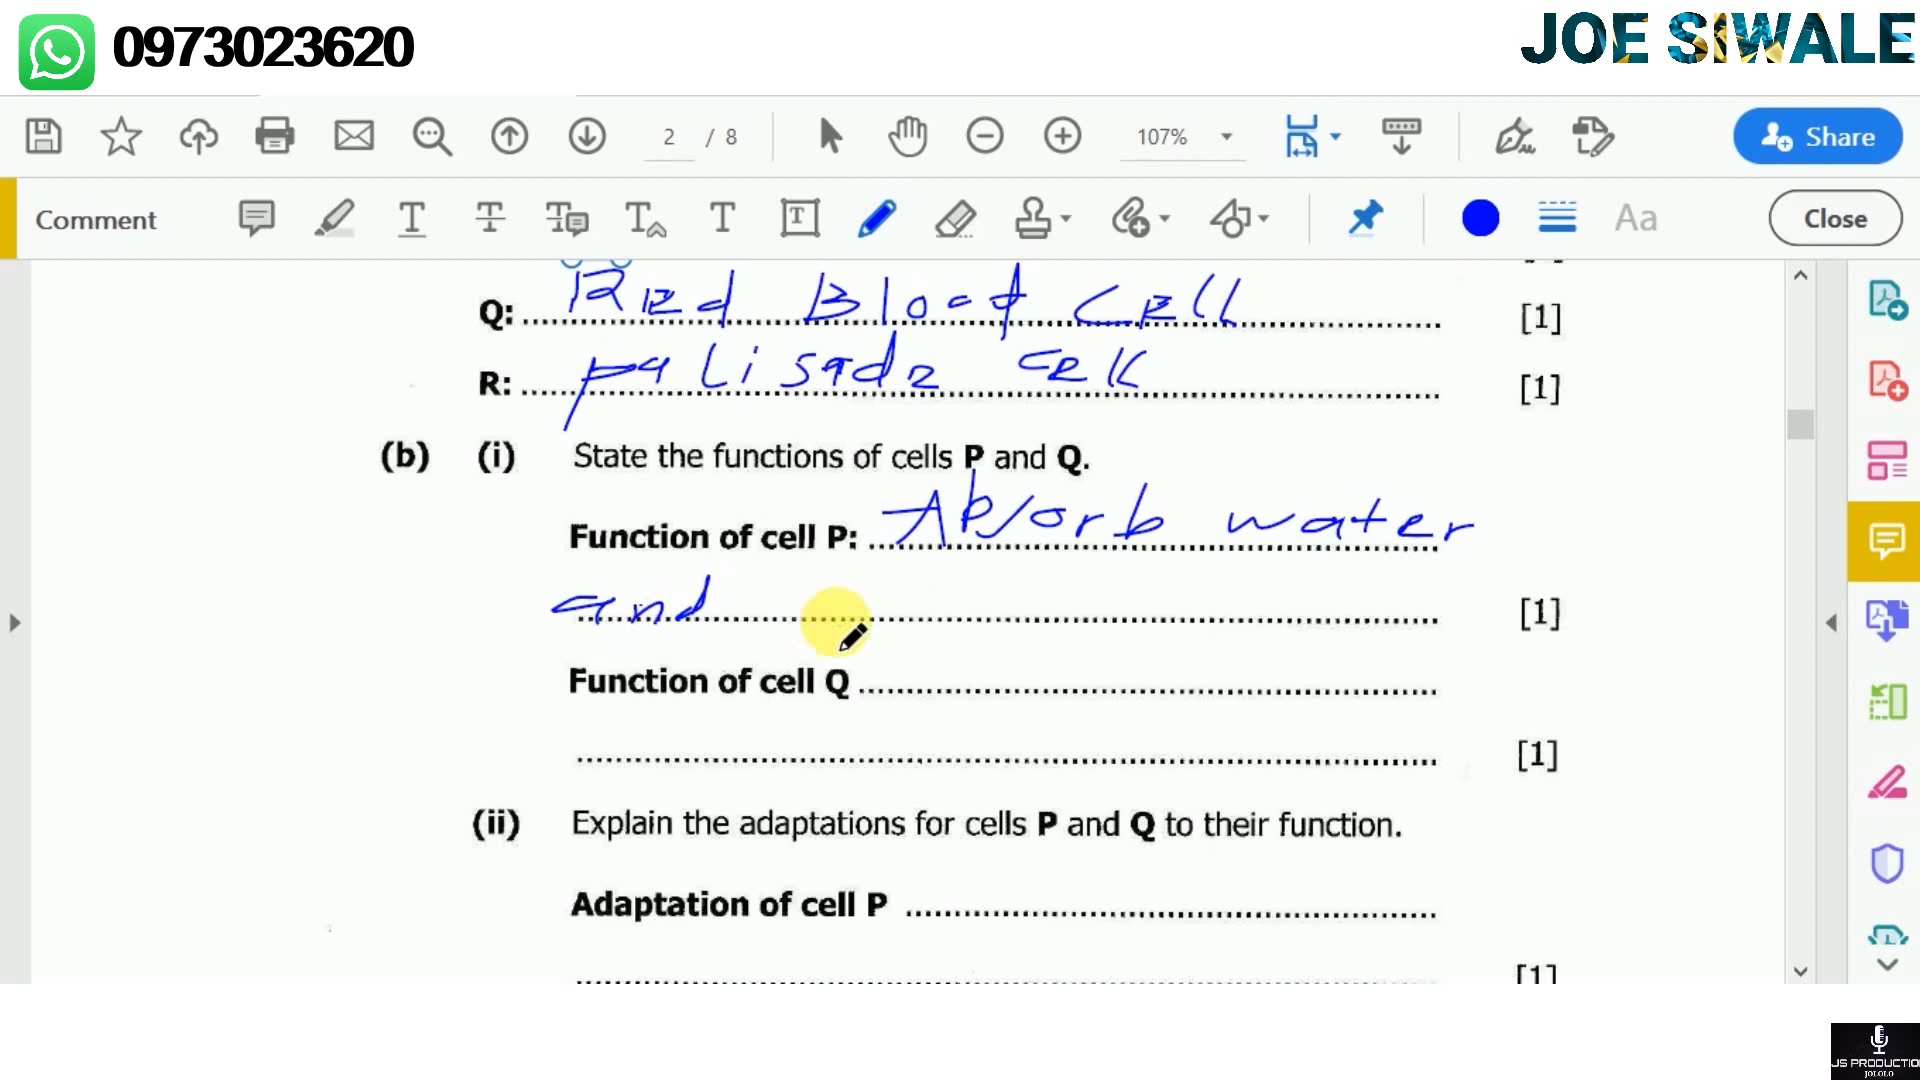 0973023620
JOE SIWALE
2 / 8
107%
Share
Comment
Aa
Close
Q: Red Blood Cell [1]
R: palisade cell [1]
(b) (i) State the functions of cells P and Q.
Function of cell P: Absorb water
and [1]
Function of cell Q
[1]
(ii) Explain the adaptations for cells P and Q to their function.
Adaptation of cell P
[1]
JS PRODUCTIO